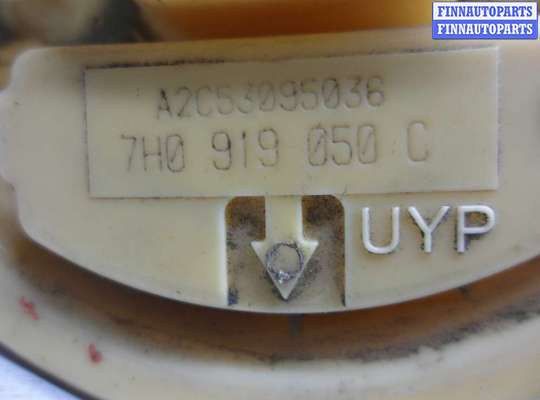 FINNAUTOPARTS
FINNAUTOPARTS
A2C53095036
7H0 919 050 C
UYP